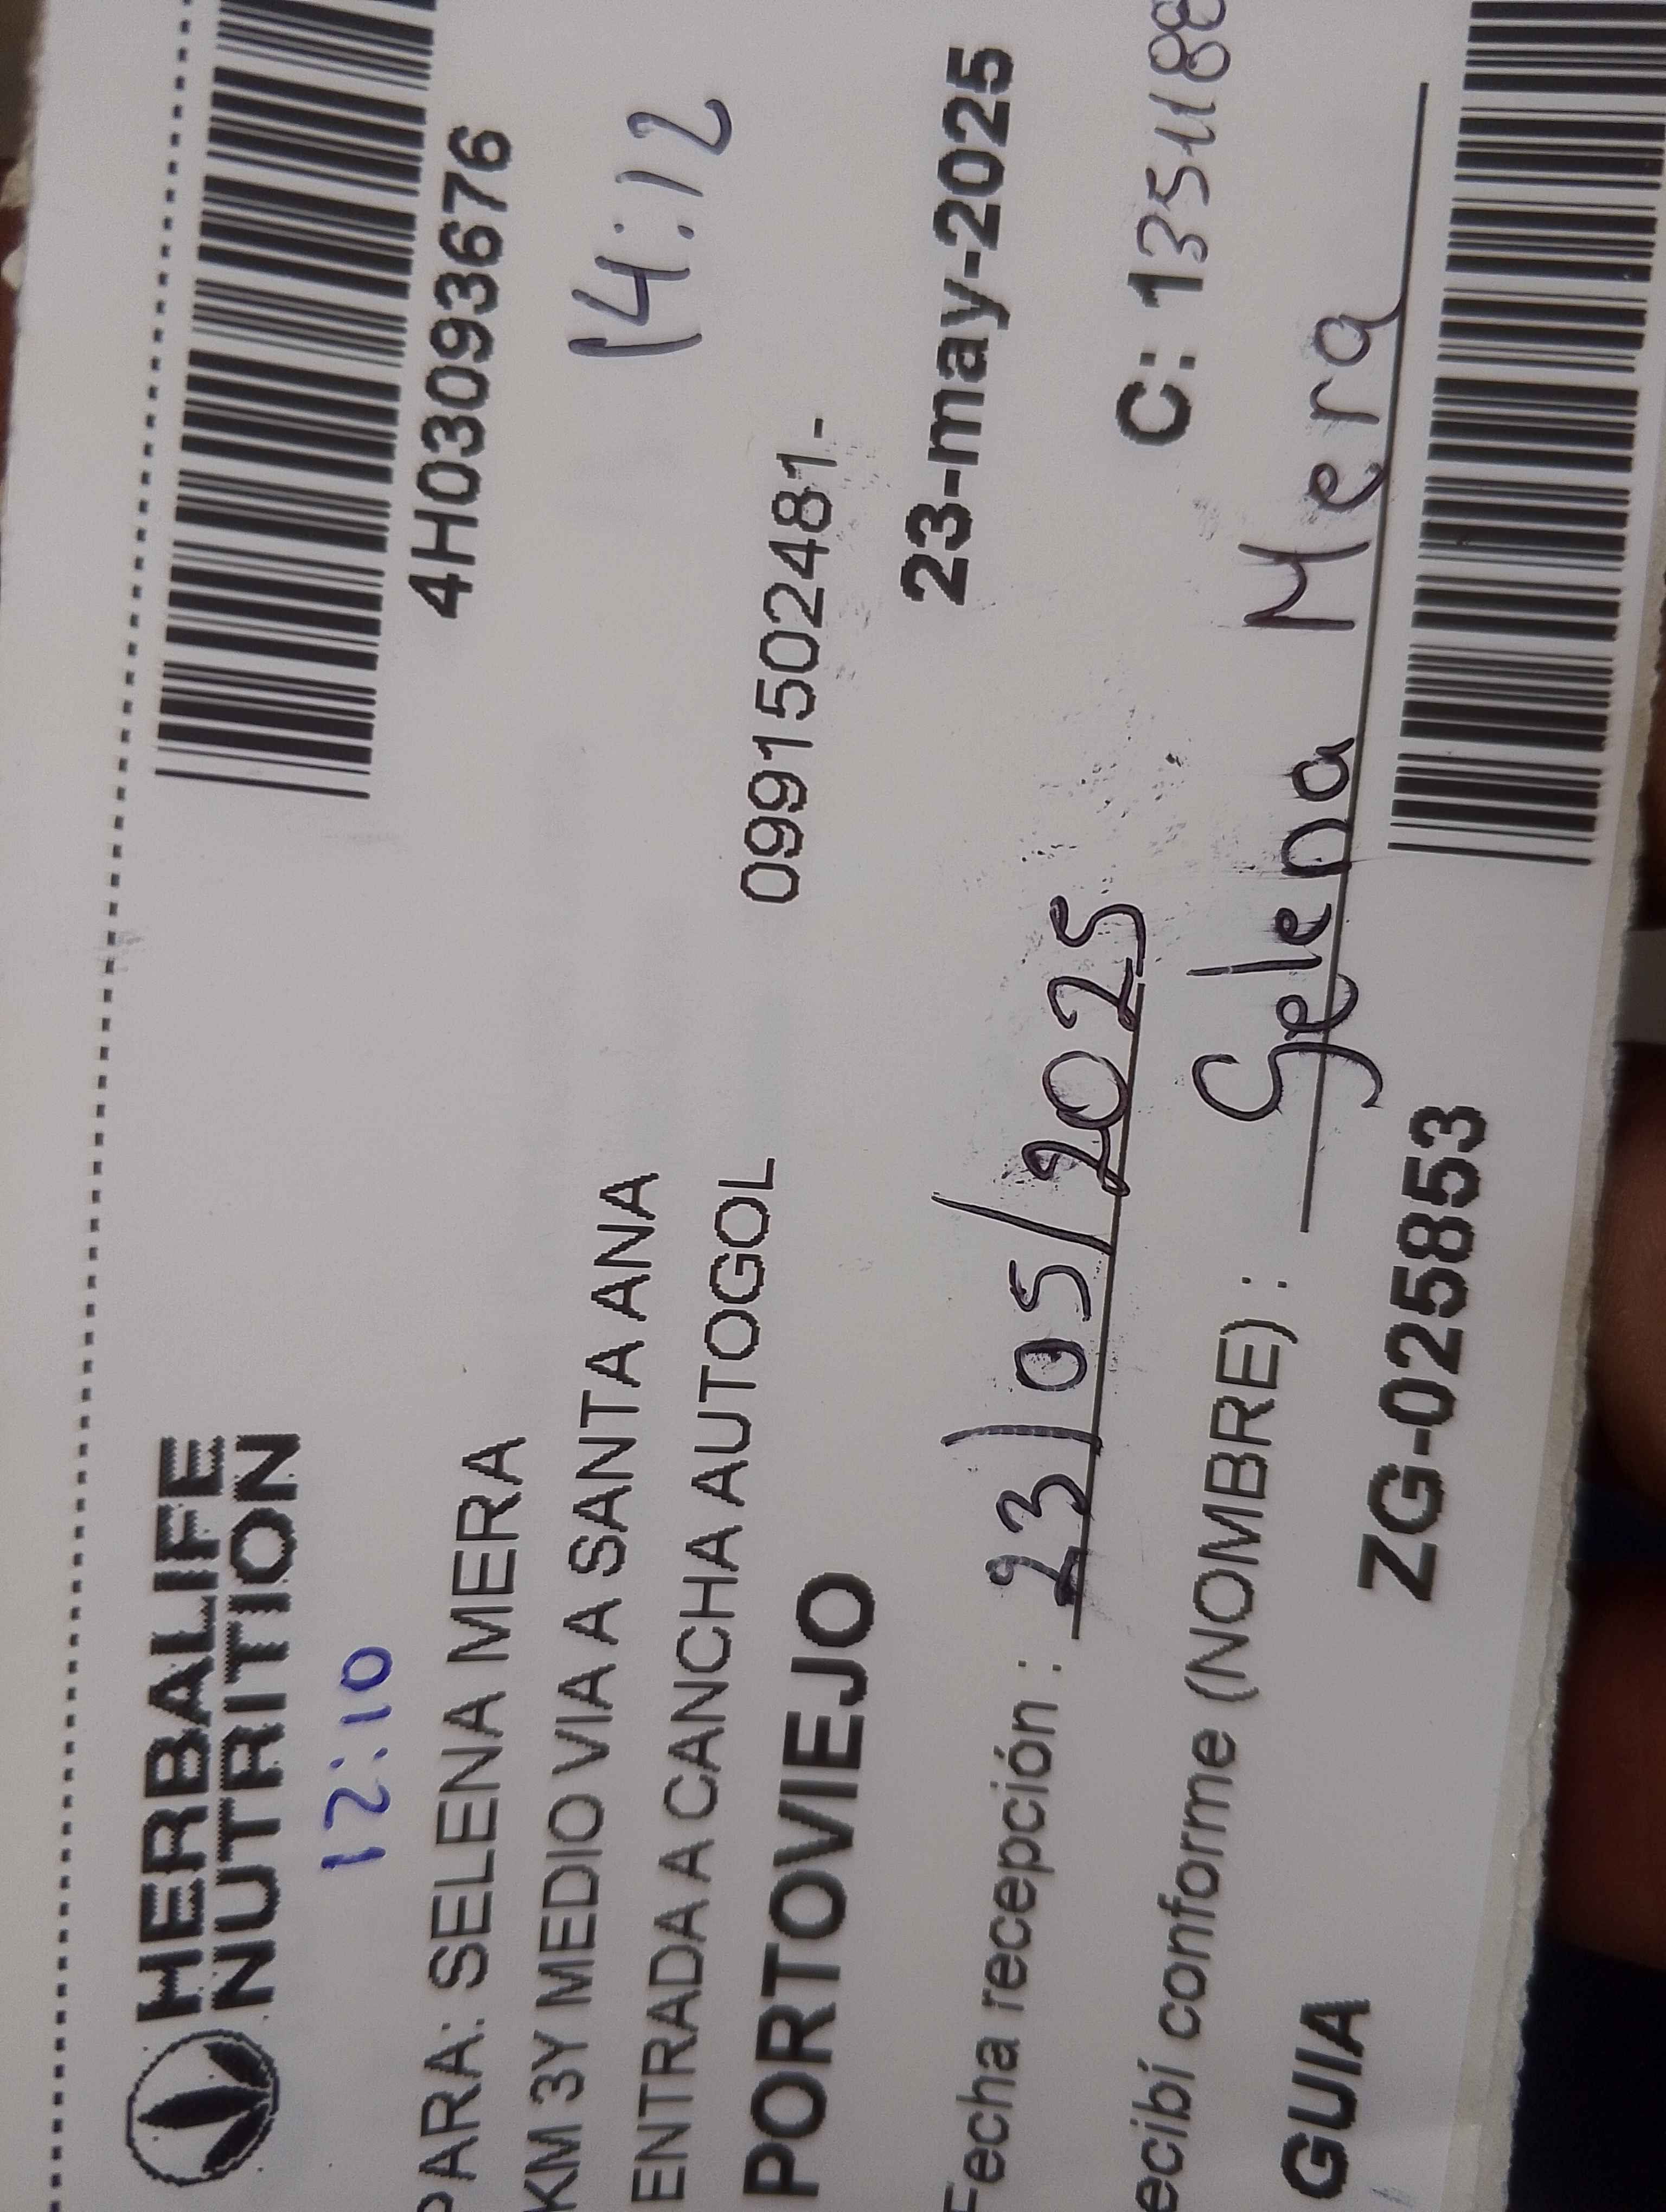 HERBALIFE
NUTRITION
12:10
4H03093676
PARA: SELENA MERA
14:12
KM 3Y MEDIO VIA A SANTA ANA
ENTRADA A CANCHA AUTOGOL
0991502481-
PORTOVIEJO
23-may-2025
Fecha recepción : 23/05/2025
C:
ecibí conforme (NOMBRE) : Selena Mera
GUIA ZG-025853